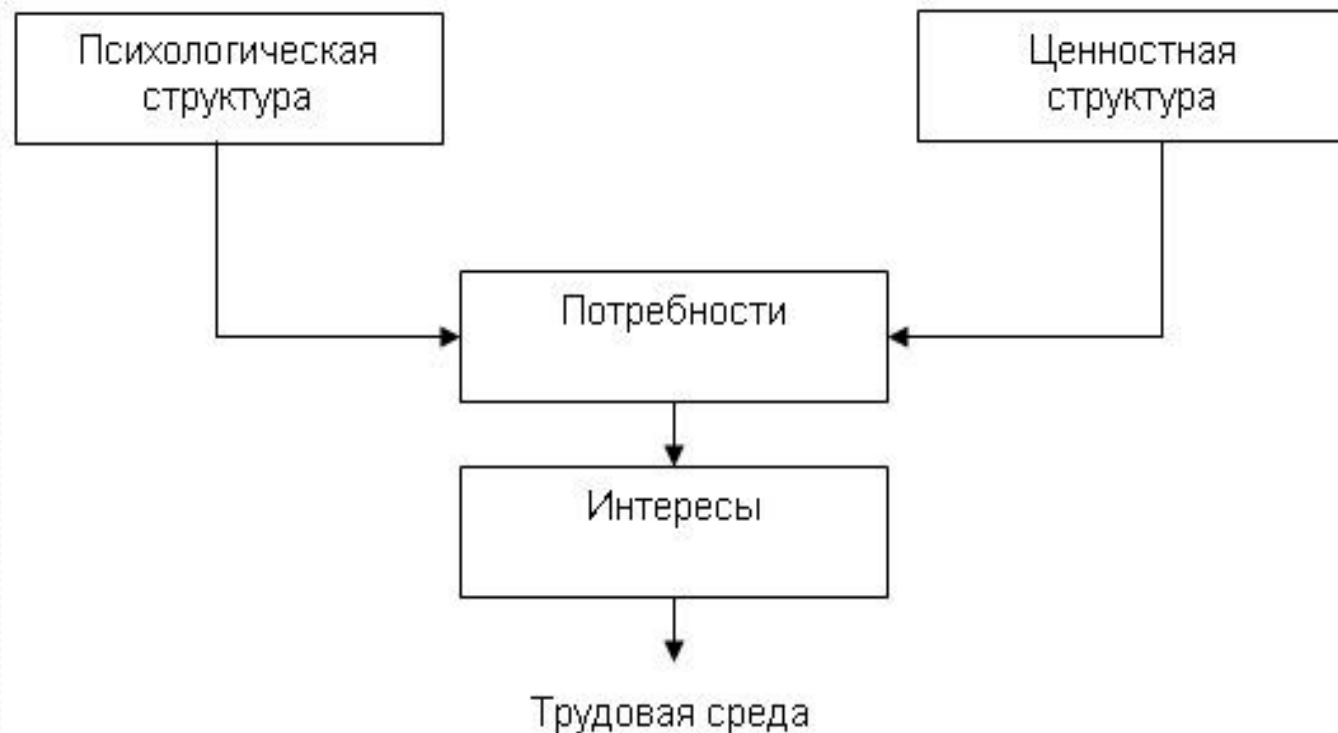 Психологическая
структура
Ценностная
структура
Потребности
Интересы
Трудовая среда